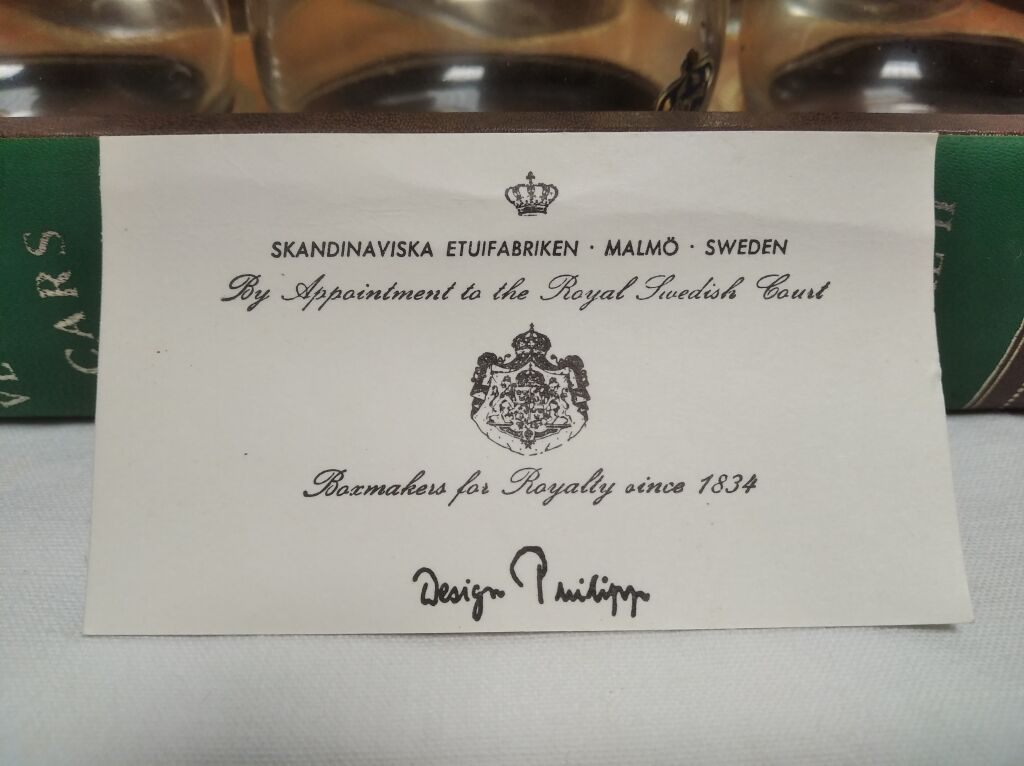 SKANDINAVISKA ETUIFABRIKEN · MALMÖ · SWEDEN
By Appointment to the Royal Swedish Court
Boxmakers for Royalty since 1834
Design Philipp
CARS